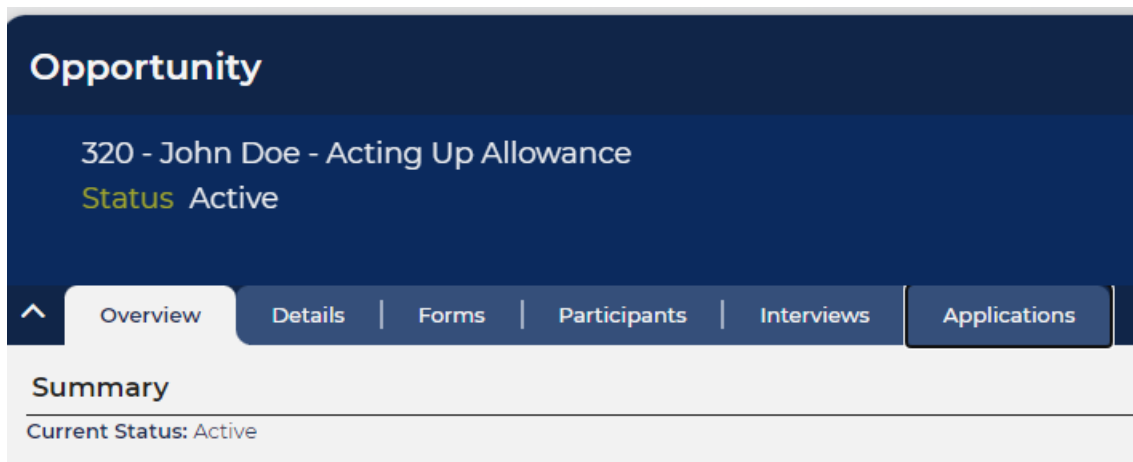 Opportunity
320 - John Doe - Acting Up Allowance
Status Active
Overview Details | Forms | Participants | Interviews Applications
Summary
Current Status: Active